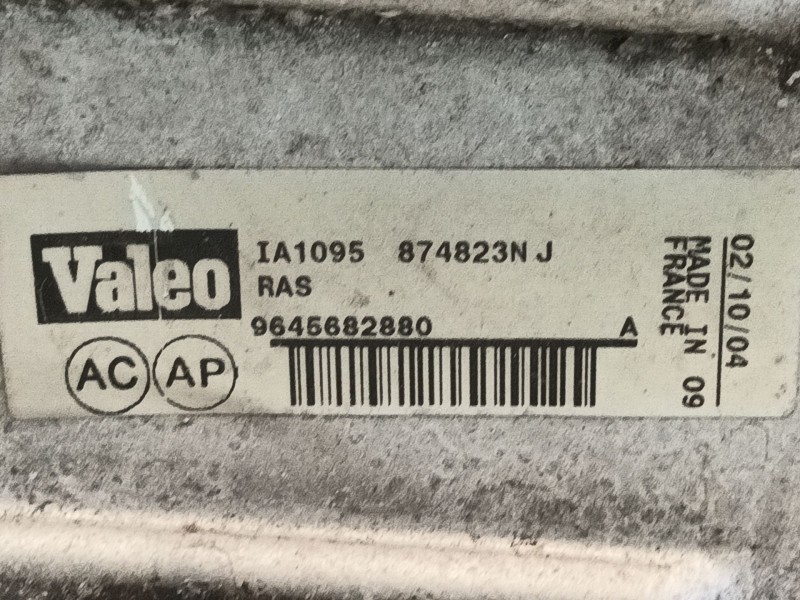 Valeo
IA1095 874823N J
RAS
9645682880 A
AC AP
MADE IN 09
FRANCE
02/10/04